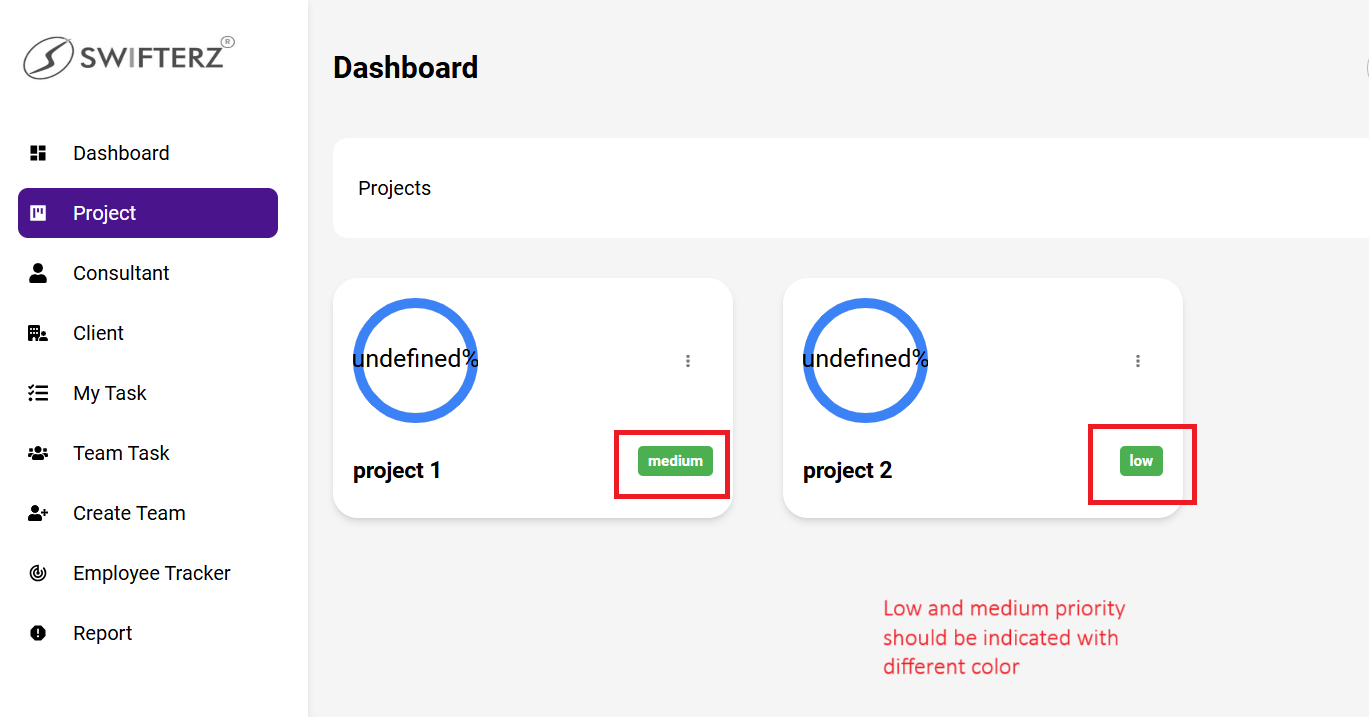 SWIFTERZ®
Dashboard
Dashboard
Projects
Project
Consultant
Client
My Task
Team Task
Create Team
Employee Tracker
Report
undefined%
project 1
medium
undefined%
project 2
low
Low and medium priority
should be indicated with
different color